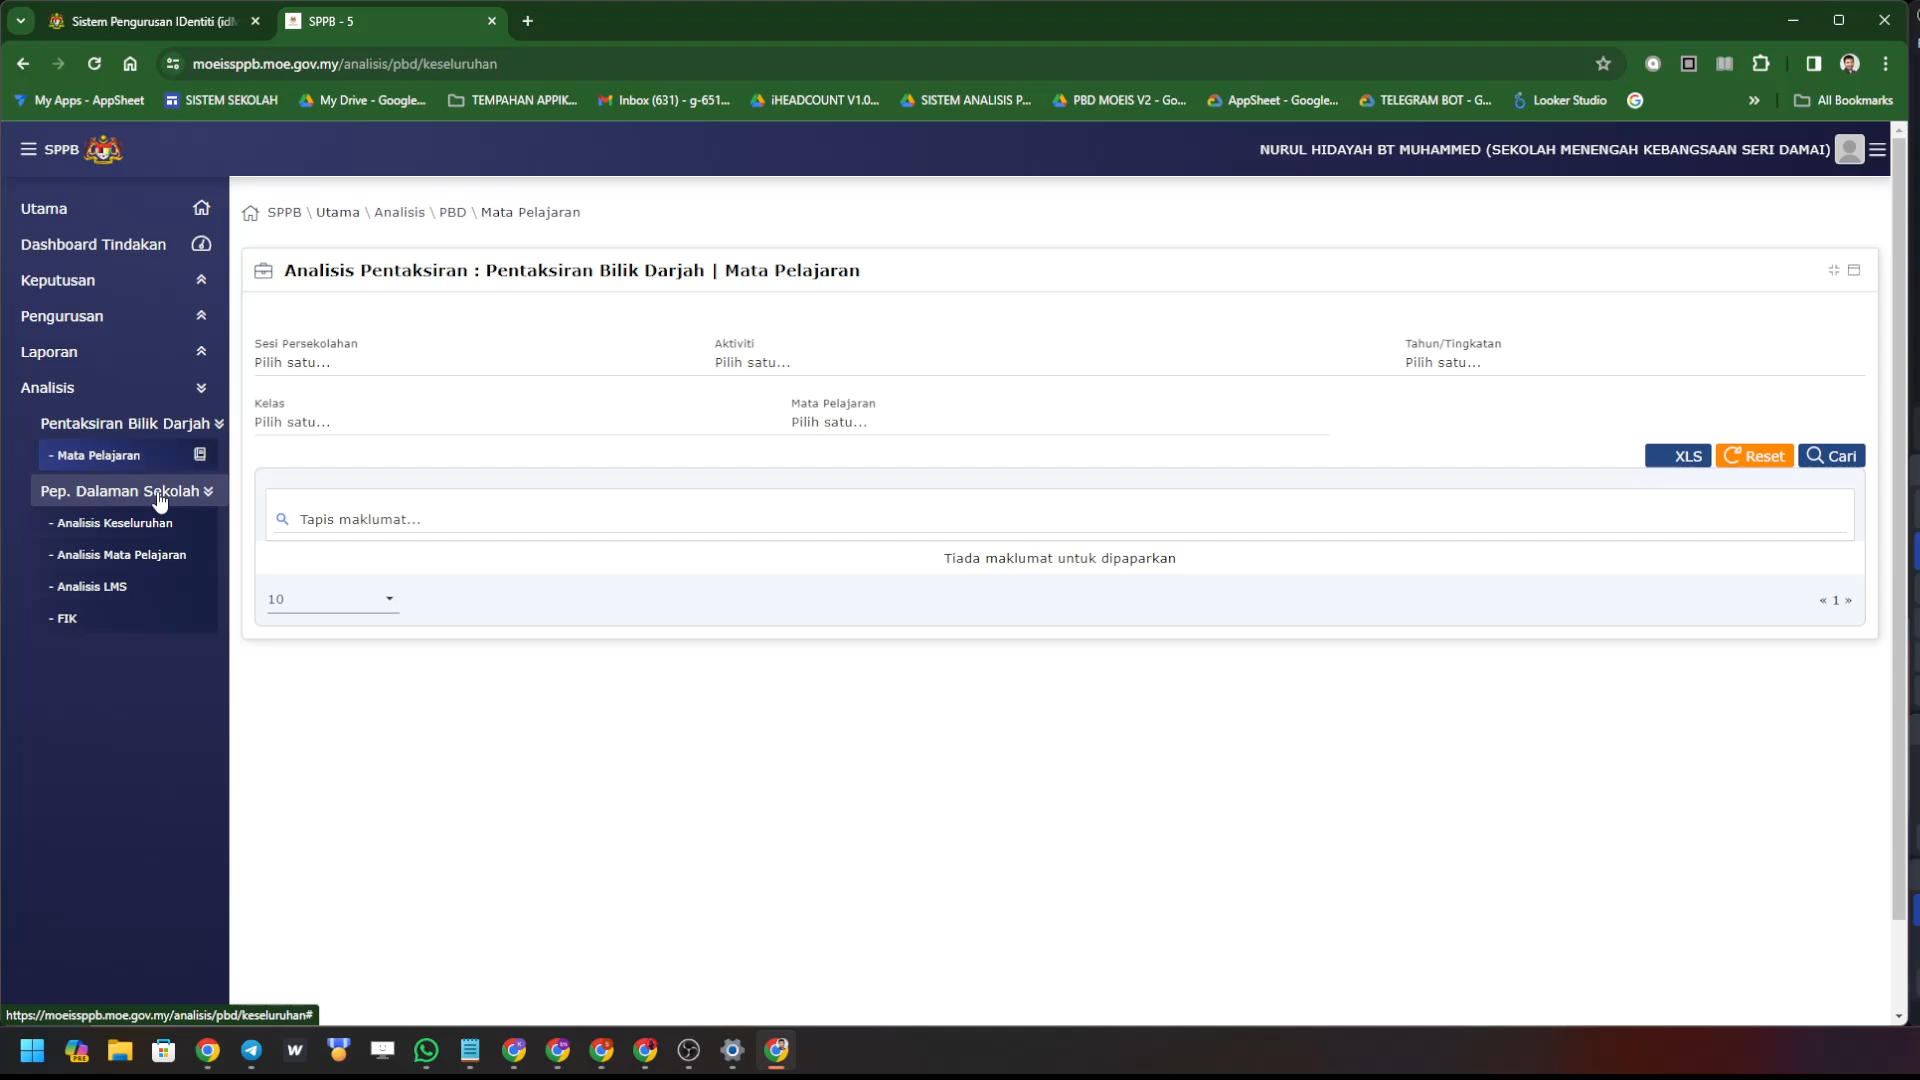 Sistem Pengurusan IDentiti (idM
SPPB - 5
moeissppb.moe.gov.my/analisis/pbd/keseluruhan
My Apps - AppSheet
SISTEM SEKOLAH
My Drive - Google...
TEMPAHAN APPIK...
Inbox (631) - g-651...
iHEADCOUNT V1.0...
SISTEM ANALISIS P...
PBD MOEIS V2 - Go...
AppSheet - Google...
TELEGRAM BOT - G...
Looker Studio
All Bookmarks
SPPB
NURUL HIDAYAH BT MUHAMMED (SEKOLAH MENENGAH KEBANGSAAN SERI DAMAI)
Utama
Dashboard Tindakan
Keputusan
Pengurusan
Laporan
Analisis
Pentaksiran Bilik Darjah
- Mata Pelajaran
Pep. Dalaman Sekolah
- Analisis Keseluruhan
- Analisis Mata Pelajaran
- Analisis LMS
- FIK
SPPB \ Utama \ Analisis \ PBD \ Mata Pelajaran
Analisis Pentaksiran : Pentaksiran Bilik Darjah | Mata Pelajaran
Sesi Persekolahan
Pilih satu...
Aktiviti
Pilih satu...
Tahun/Tingkatan
Pilih satu...
Kelas
Pilih satu...
Mata Pelajaran
Pilih satu...
XLS
Reset
Cari
Tapis maklumat...
Tiada maklumat untuk dipaparkan
10
« 1 »
https://moeissppb.moe.gov.my/analisis/pbd/keseluruhan#